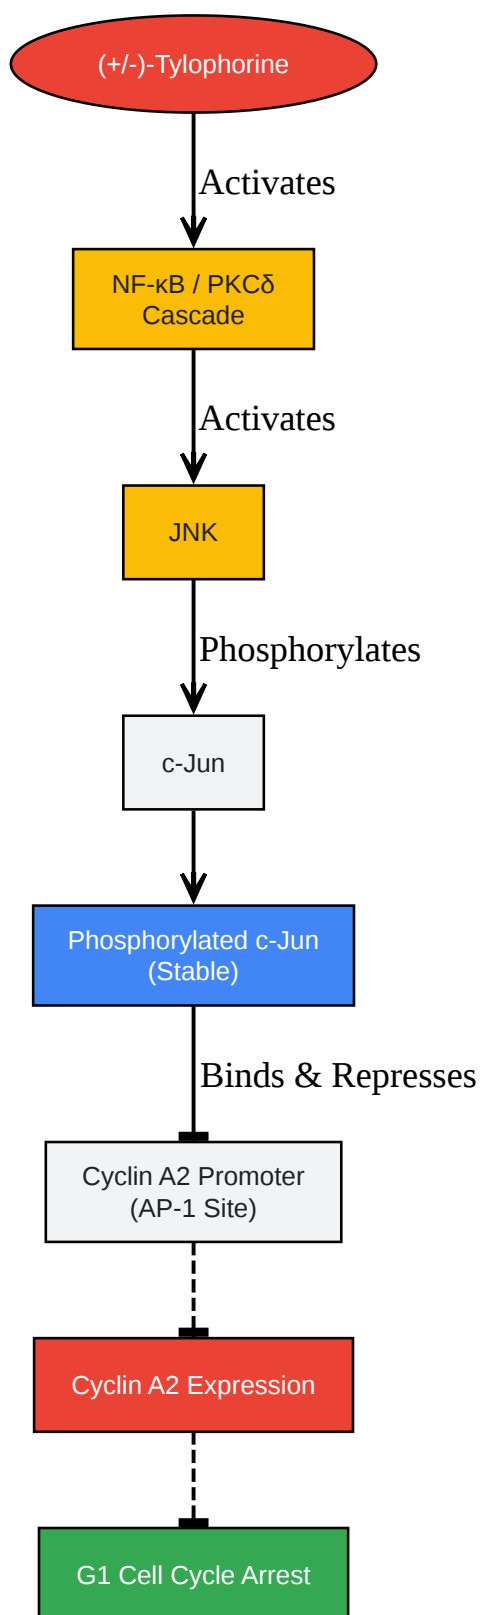 (+/-)-Tylophorine
Activates
NF-κB / PKCδ
Cascade
Activates
JNK
Phosphorylates
c-Jun
Phosphorylated c-Jun
(Stable)
Binds & Represses
Cyclin A2 Promoter
(AP-1 Site)
Cyclin A2 Expression
G1 Cell Cycle Arrest